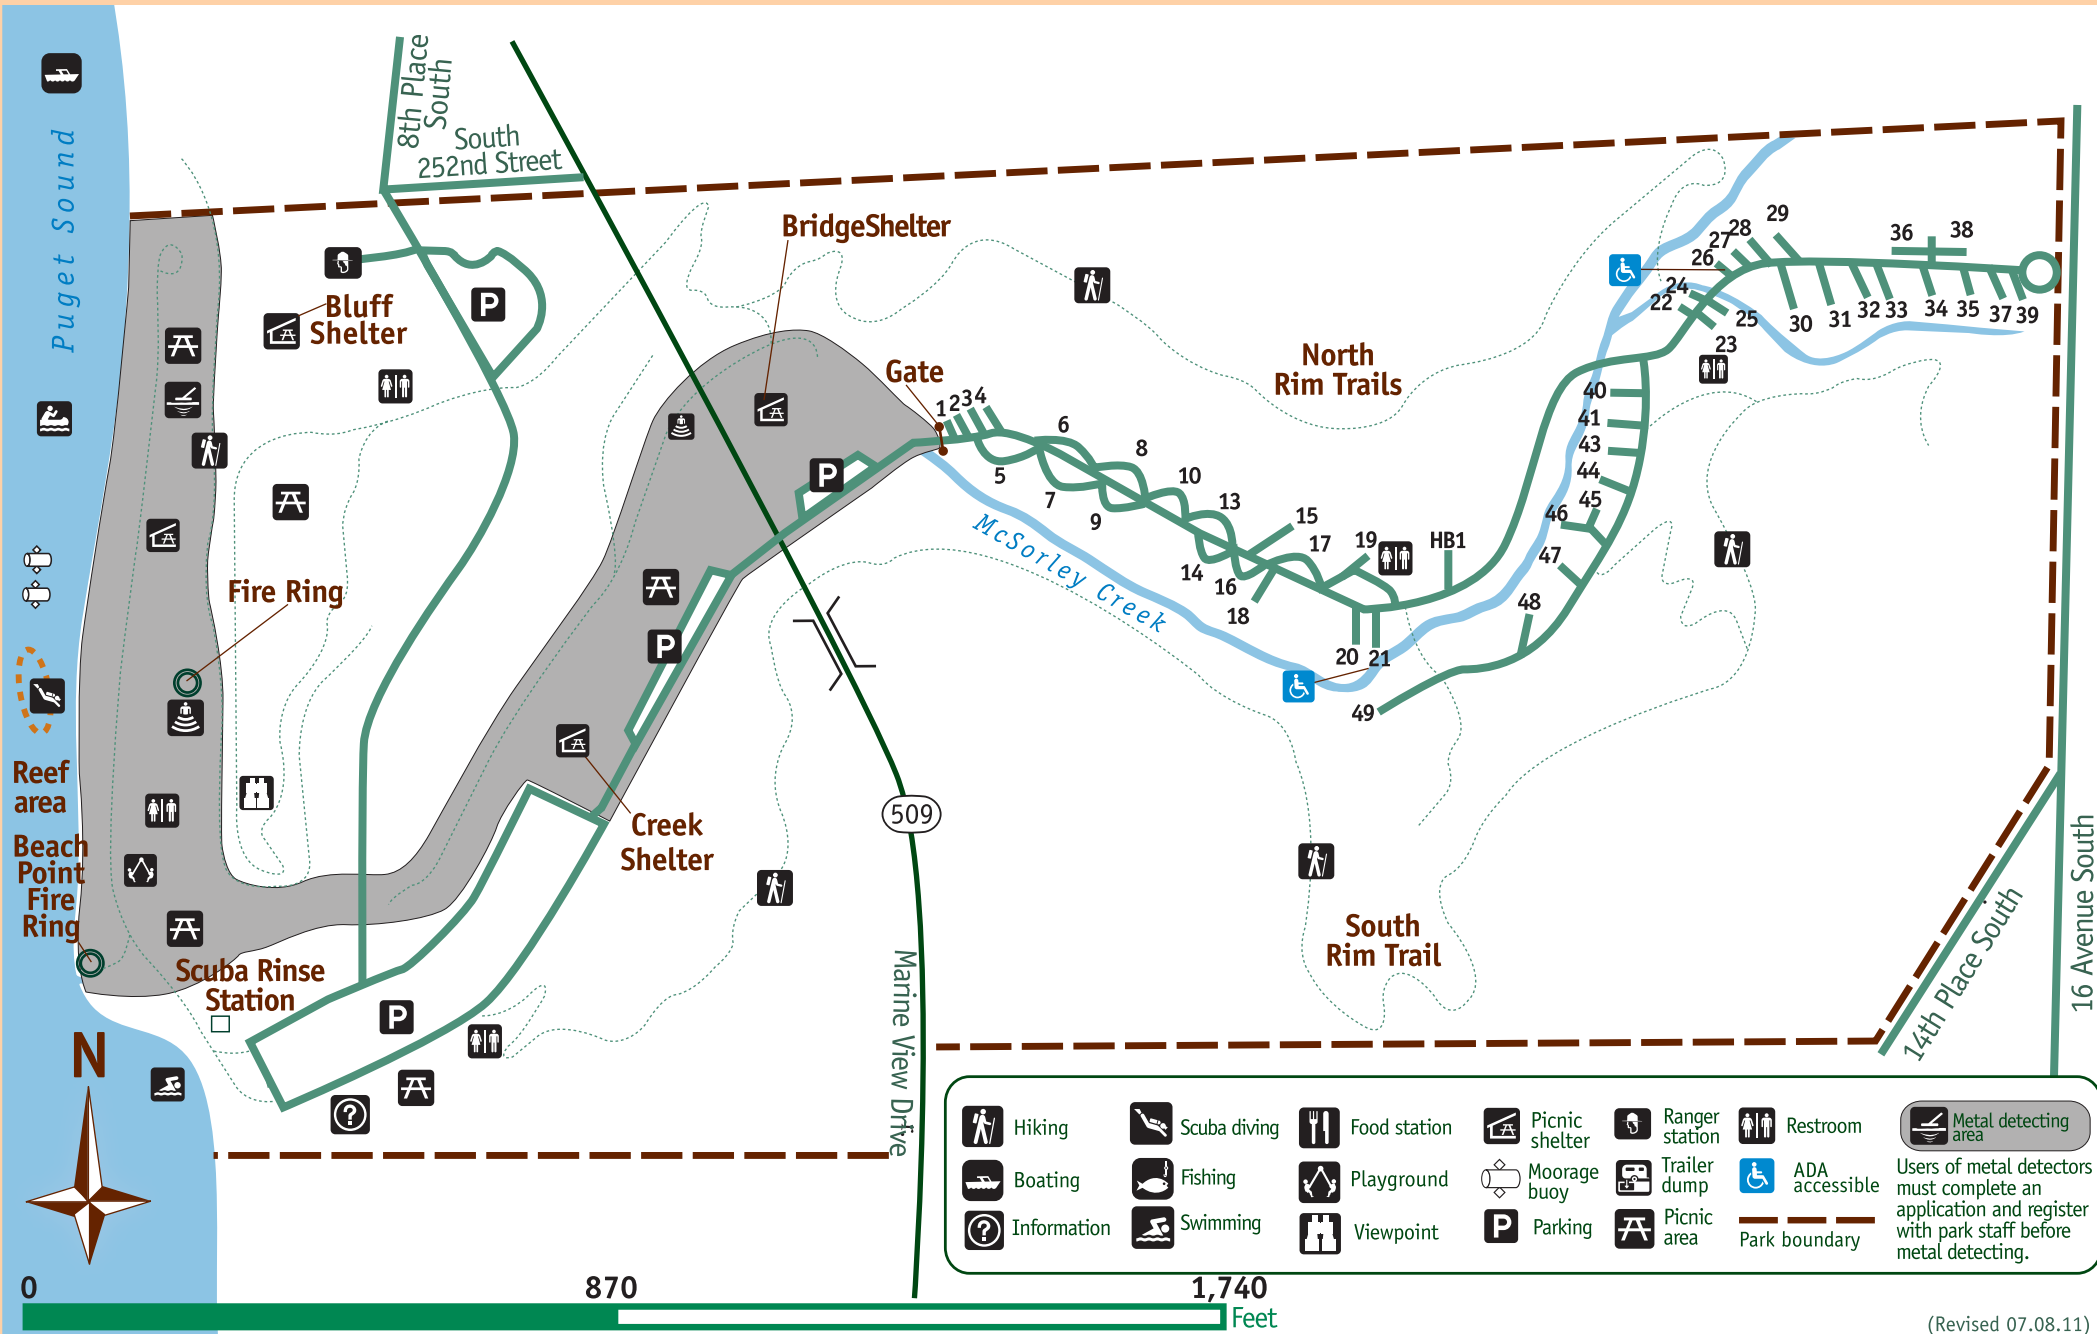 8th Place
South
South
252nd Street
Puget Sound
BridgeShelter
Bluff
Shelter
P
Gate
North
Rim Trails
1
2
3
4
5
6
7
8
9
10
13
14
15
16
17
18
19
20
21
HB1
22
23
24
25
26
27
28
29
30
31
32
33
34
35
36
37
38
39
40
41
43
44
45
46
47
48
49
P
McSorley Creek
Fire Ring
P
Reef
area
Creek
Shelter
509
Beach
Point
Fire
Ring
South
Rim Trail
Scuba Rinse
Station
P
?
N
Marine View Drive
14th Place South
16 Avenue South
Hiking
Boating
? Information
Scuba diving
Fishing
Swimming
Food station
Playground
Viewpoint
Picnic
shelter
Moorage
buoy
P Parking
Ranger
station
Trailer
dump
Picnic
area
Restroom
ADA
accessible
Park boundary
Metal detecting
area
Users of metal detectors
must complete an
application and register
with park staff before
metal detecting.
0 870 1,740
Feet
(Revised 07.08.11)